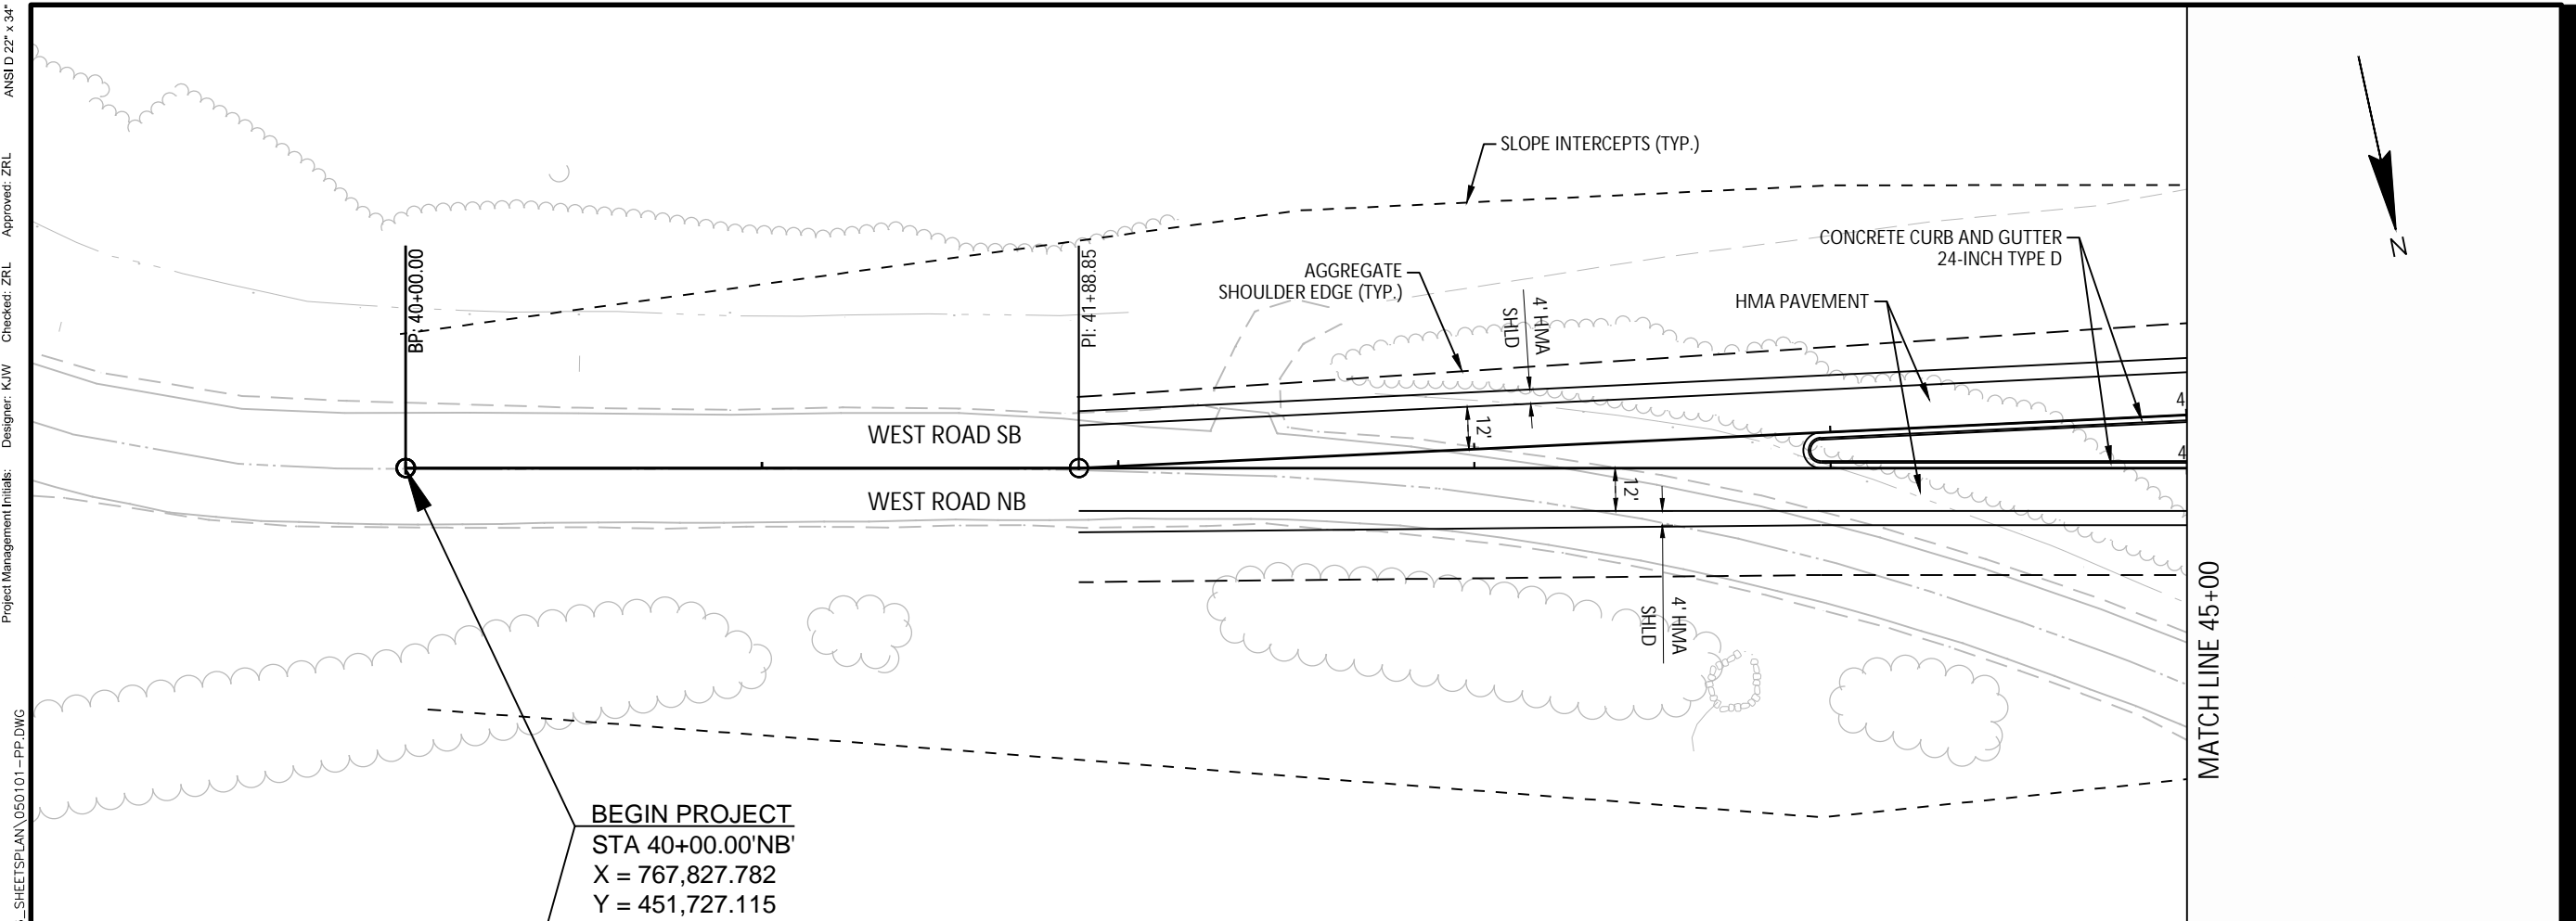 ANSI D 22" x 34"
Approved: ZRL
Checked: ZRL
Designer: KJW
Project Management Initials:
_SHEETSPLAN\050101-PP.DWG
SLOPE INTERCEPTS (TYP.)
CONCRETE CURB AND GUTTER
24-INCH TYPE D
AGGREGATE
SHOULDER EDGE (TYP.)
HMA PAVEMENT
4' HMA
SHLD
BP: 40+00.00
PI: 41+88.85
N
12'
4
4
WEST ROAD SB
WEST ROAD NB
12'
4' HMA
SHLD
MATCH LINE 45+00
BEGIN PROJECT
STA 40+00.00'NB'
X = 767,827.782
Y = 451,727.115